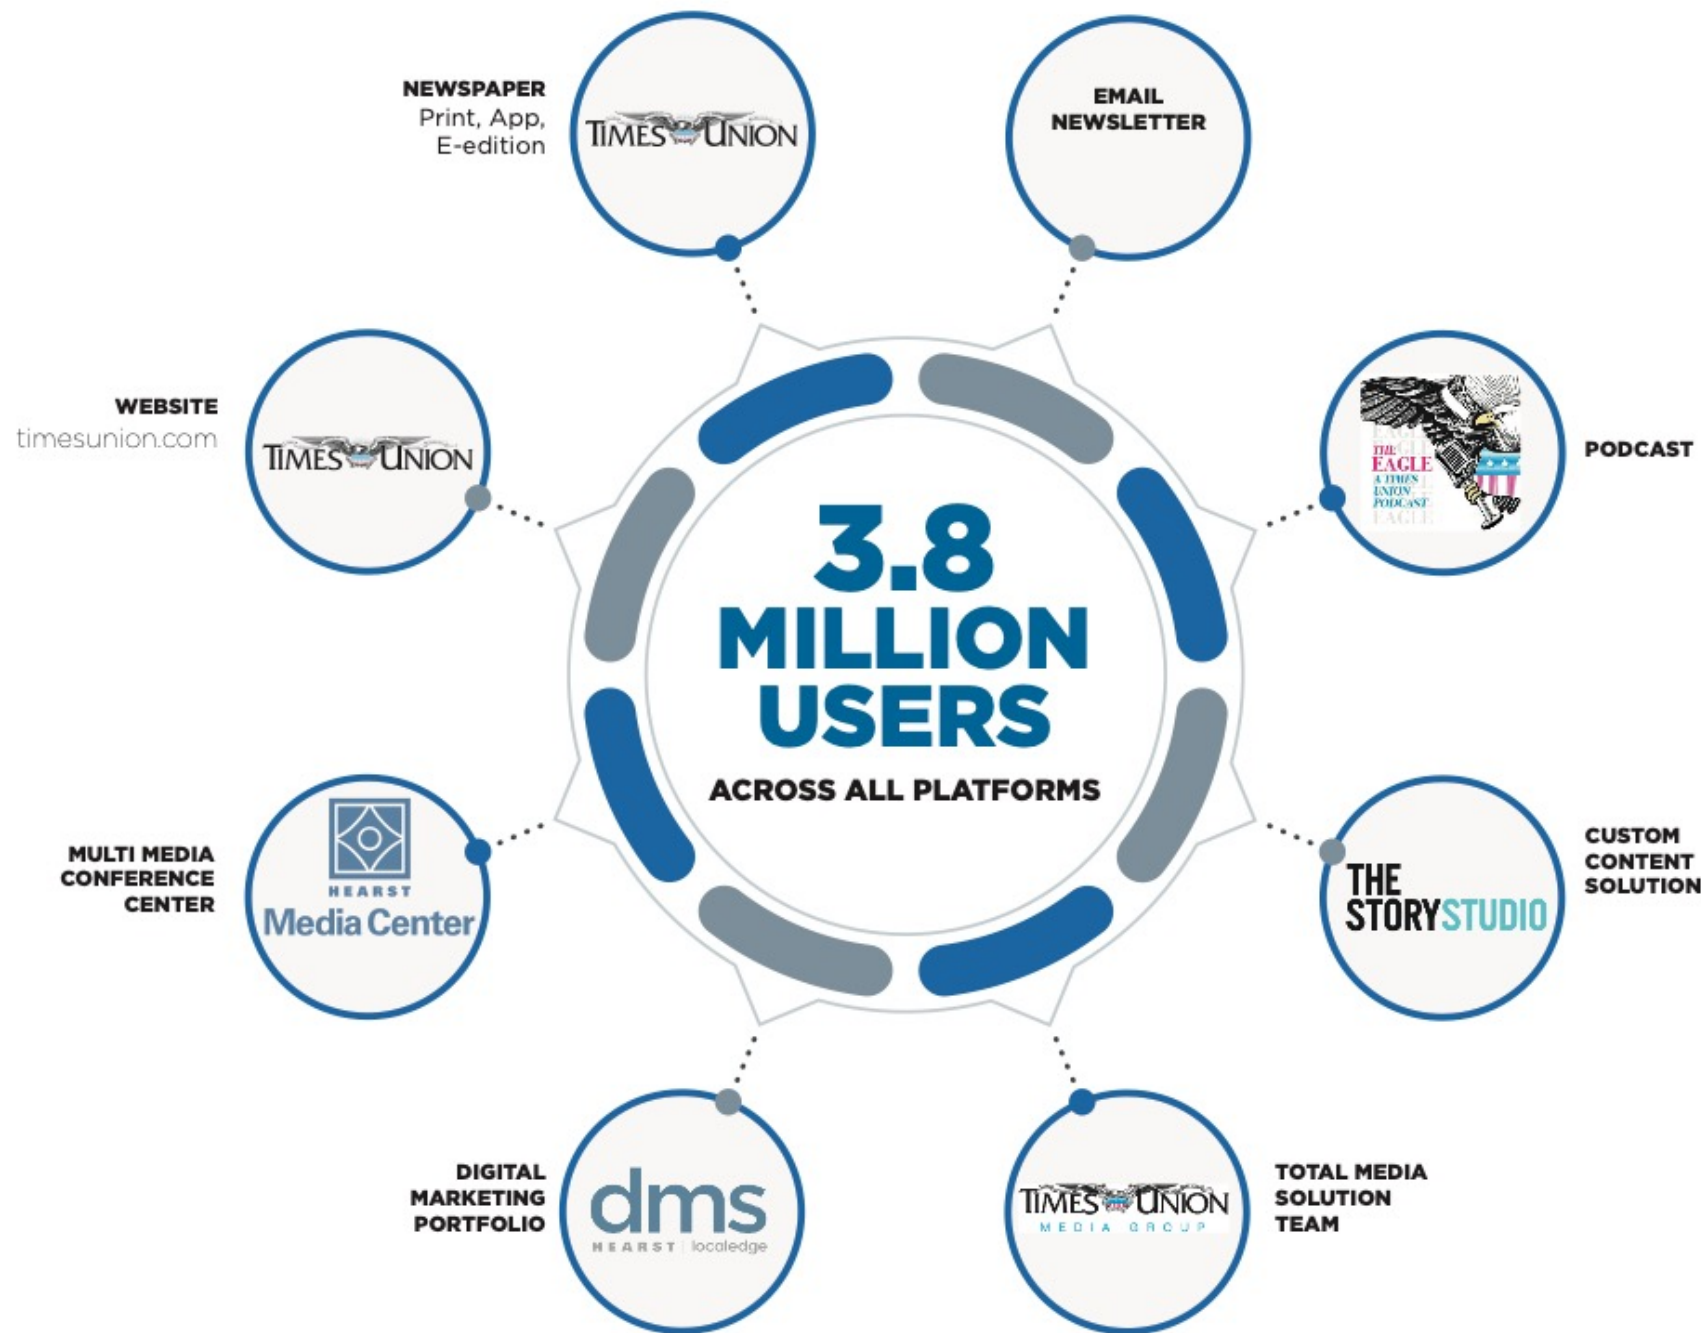 NEWSPAPER
Print, App,
E-edition
TIMES UNION
EMAIL
NEWSLETTER
WEBSITE
timesunion.com
TIMES UNION
THE
EAGLE
A TIMES
UNION
PODCAST
EAGLE
PODCAST
3.8
MILLION
USERS
ACROSS ALL PLATFORMS
MULTI MEDIA
CONFERENCE
CENTER
HEARST
Media Center
THE
STORYSTUDIO
CUSTOM
CONTENT
SOLUTION
DIGITAL
MARKETING
PORTFOLIO
dms
HEARST | localedge
TIMES UNION
MEDIA GROUP
TOTAL MEDIA
SOLUTION
TEAM